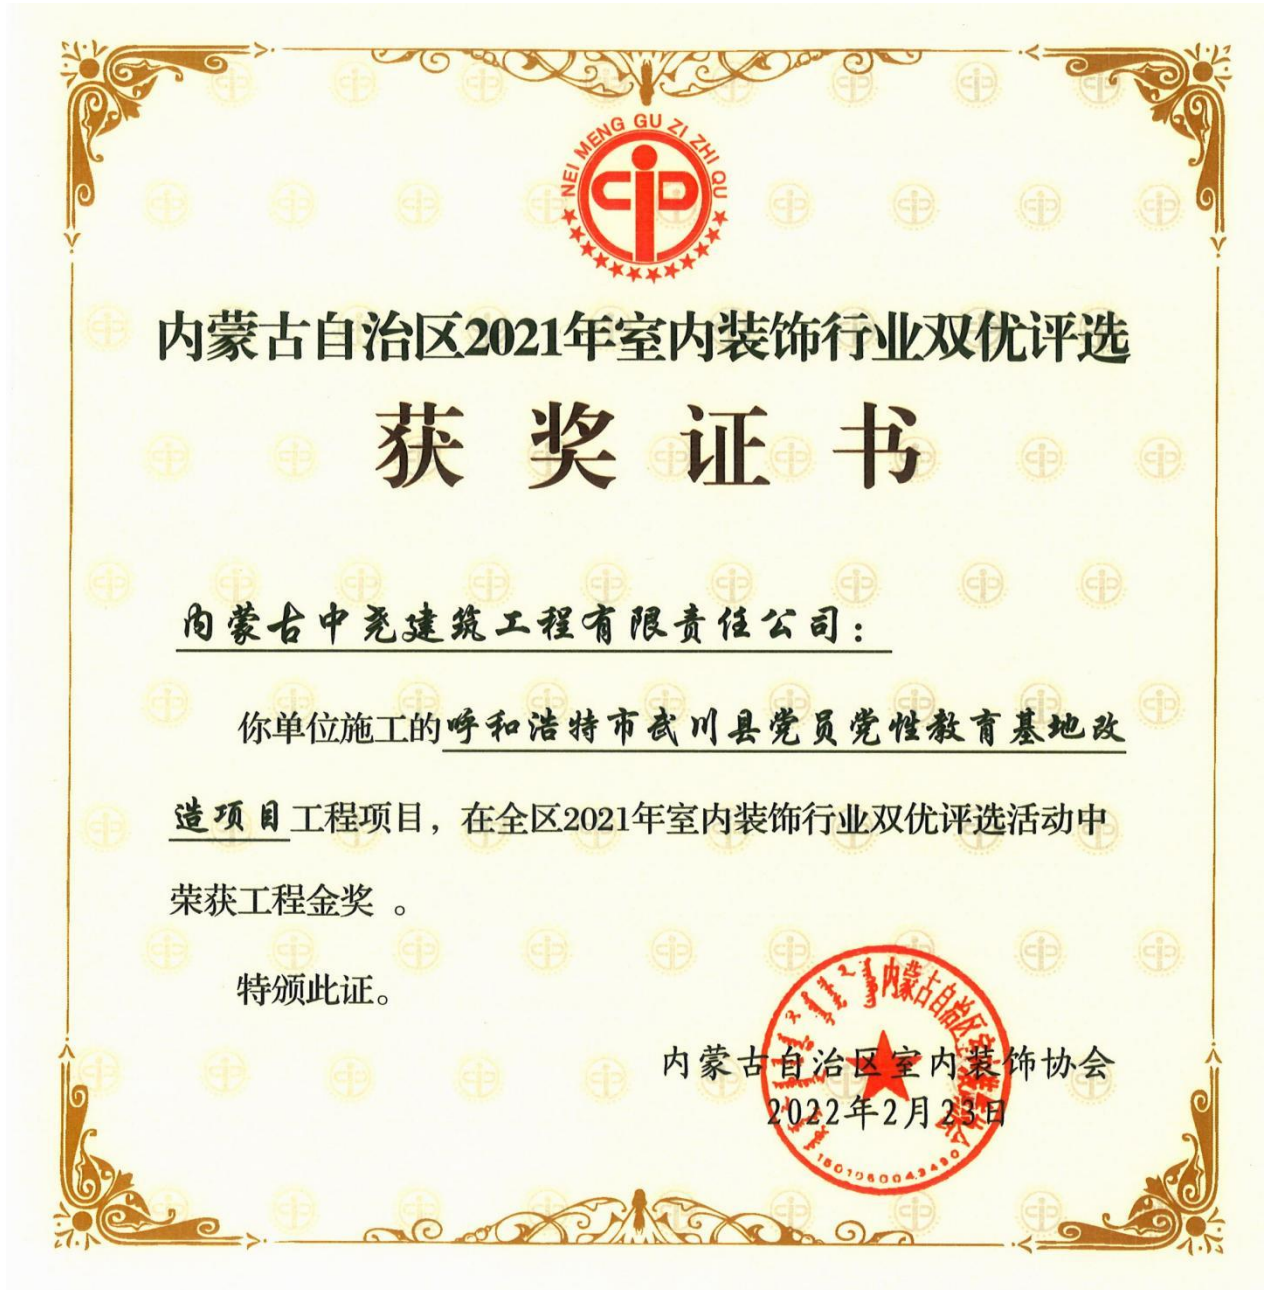 NEI MENG GU ZI ZHI QU
内蒙古自治区2021年室内装饰行业双优评选
获奖证书
内蒙古中尧建筑工程有限责任公司：
你单位施工的呼和浩特市武川县党员党性教育基地改
造项目工程项目，在全区2021年室内装饰行业双优评选活动中
荣获工程金奖 。
特颁此证。
内蒙古自治区室内装饰协会
2022年2月23日